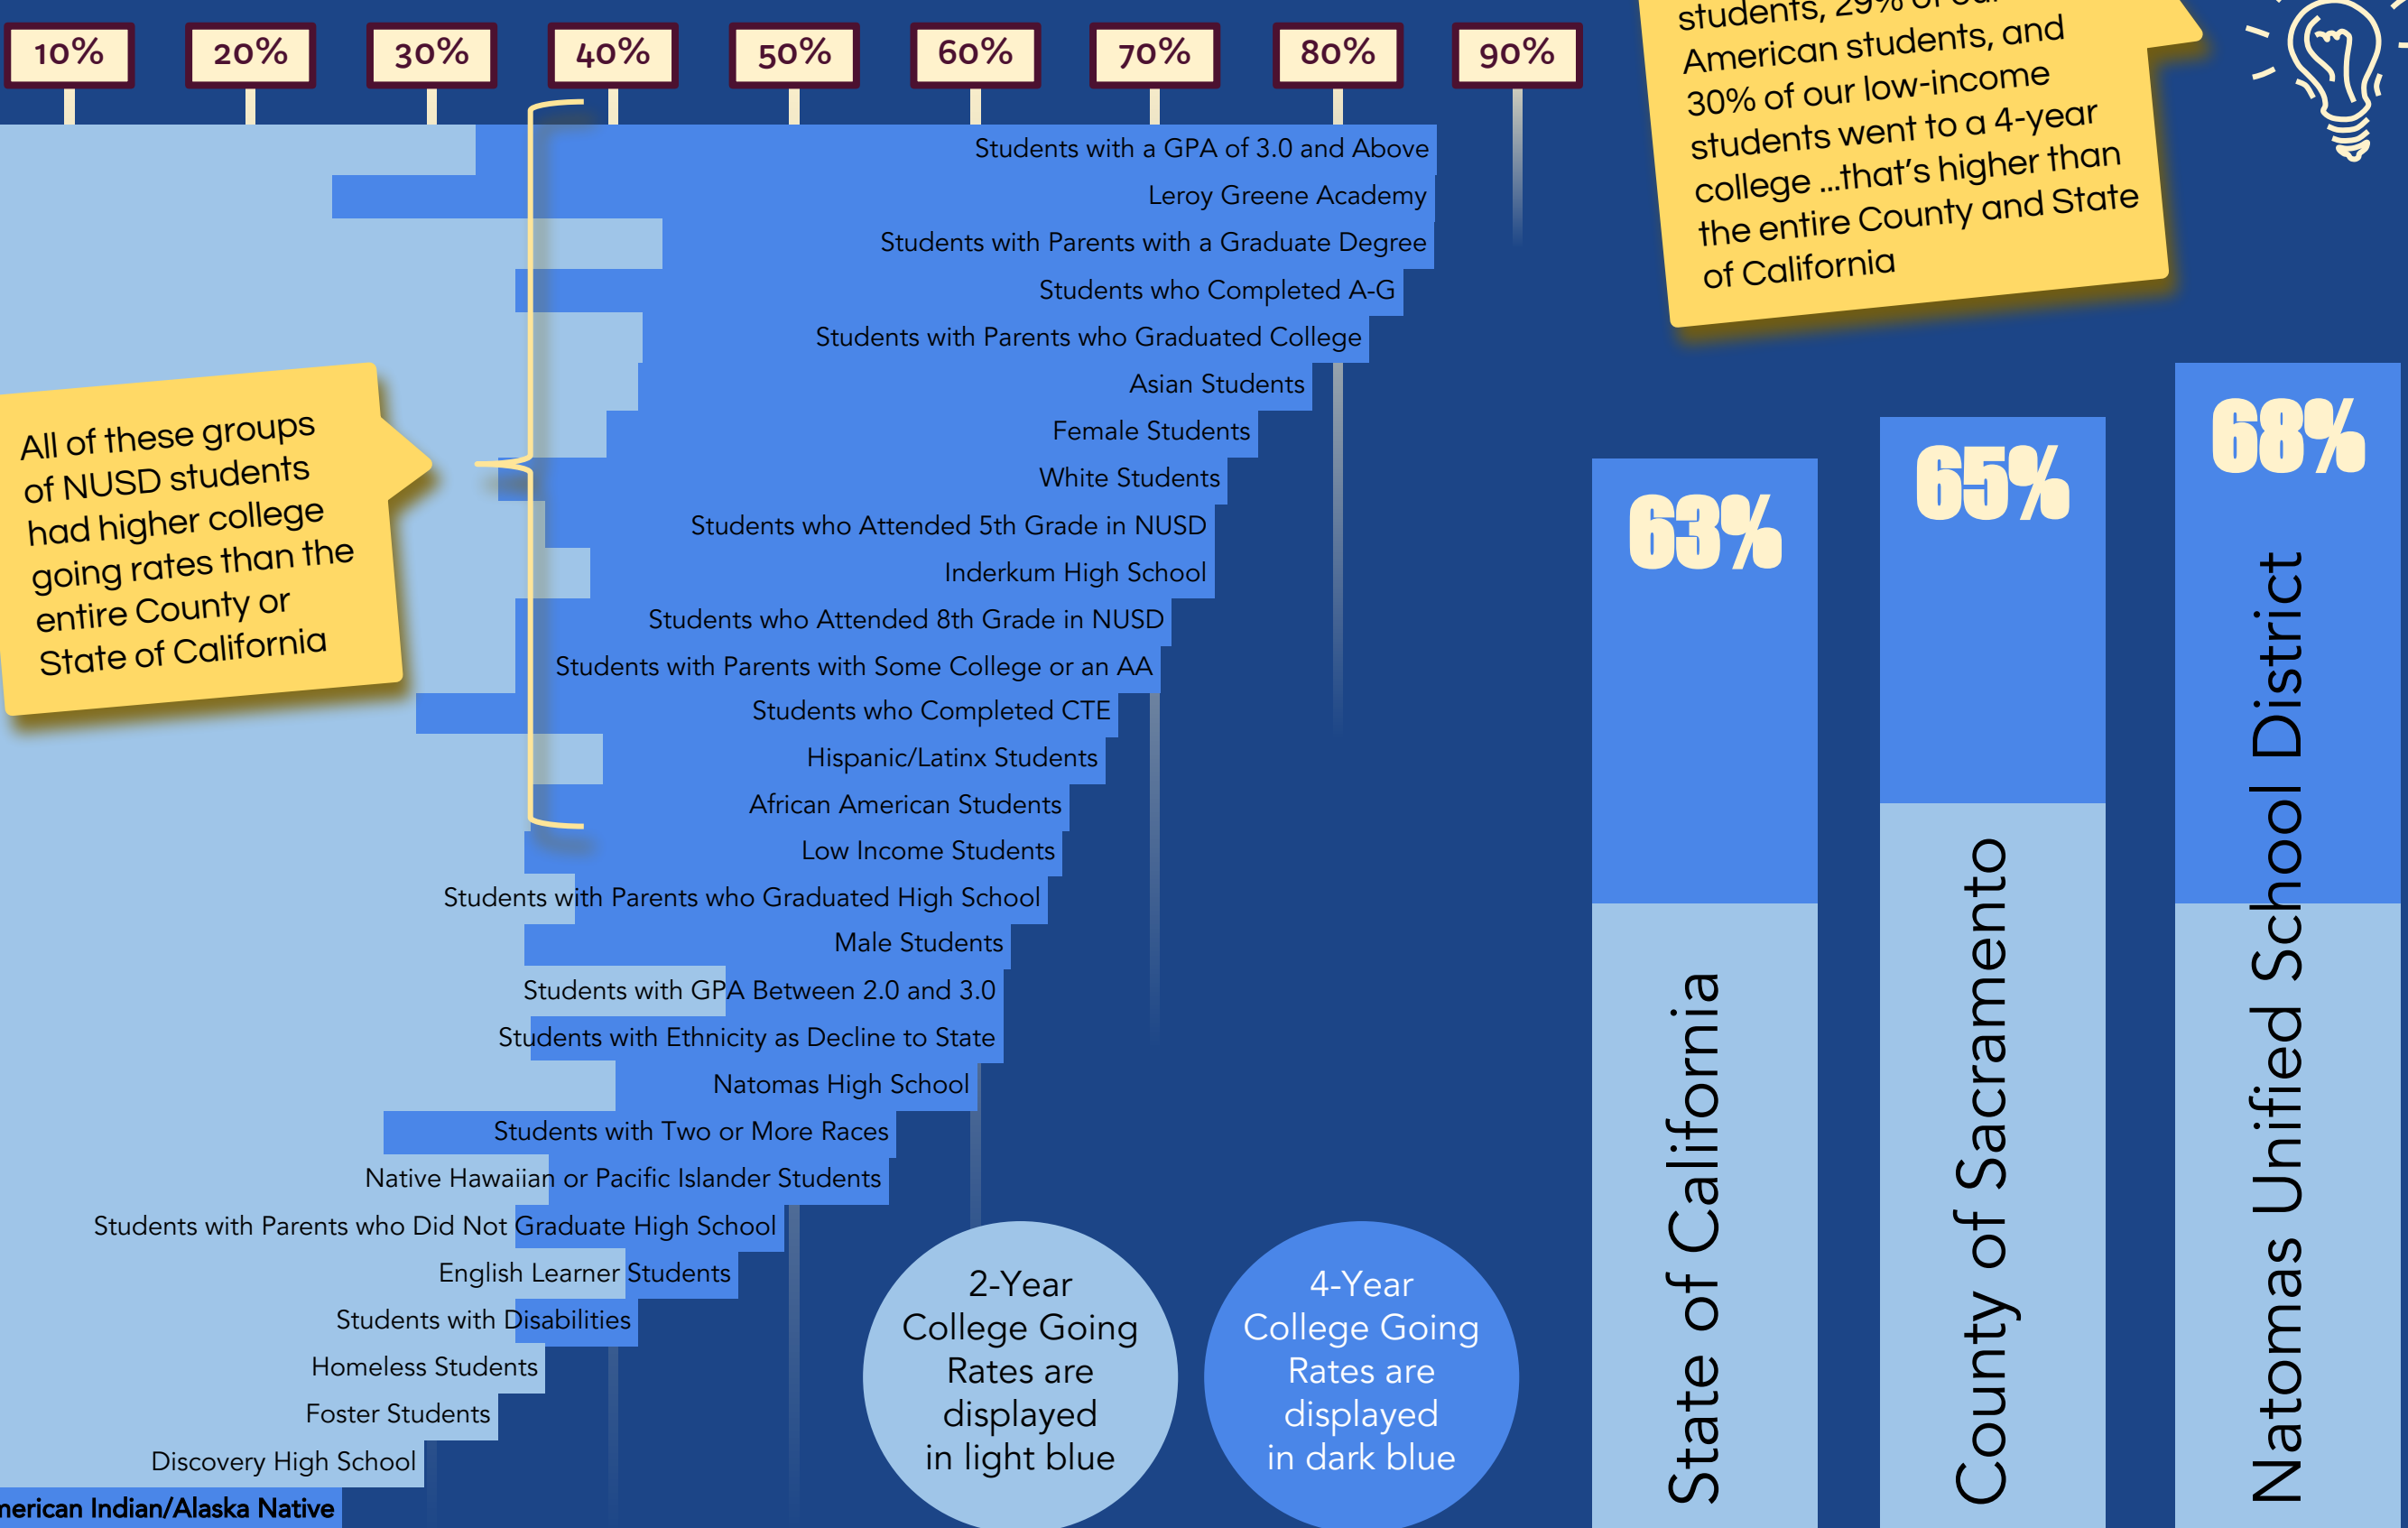 10%
20%
30%
40%
50%
60%
70%
80%
90%
students, 29% of our
American students, and
30% of our low-income
students went to a 4-year
college ...that's higher than
the entire County and State
of California
Students with a GPA of 3.0 and Above
Leroy Greene Academy
Students with Parents with a Graduate Degree
Students who Completed A-G
Students with Parents who Graduated College
Asian Students
Female Students
White Students
Students who Attended 5th Grade in NUSD
Inderkum High School
Students who Attended 8th Grade in NUSD
Students with Parents with Some College or an AA
Students who Completed CTE
Hispanic/Latinx Students
African American Students
Low Income Students
Students with Parents who Graduated High School
Male Students
Students with GPA Between 2.0 and 3.0
Students with Ethnicity as Decline to State
Natomas High School
Students with Two or More Races
Native Hawaiian or Pacific Islander Students
Students with Parents who Did Not Graduate High School
English Learner Students
Students with Disabilities
Homeless Students
Foster Students
Discovery High School
merican Indian/Alaska Native
All of these groups
of NUSD students
had higher college
going rates than the
entire County or
State of California
2-Year
College Going
Rates are
displayed
in light blue
4-Year
College Going
Rates are
displayed
in dark blue
63%
State of California
65%
County of Sacramento
68%
Natomas Unified School District